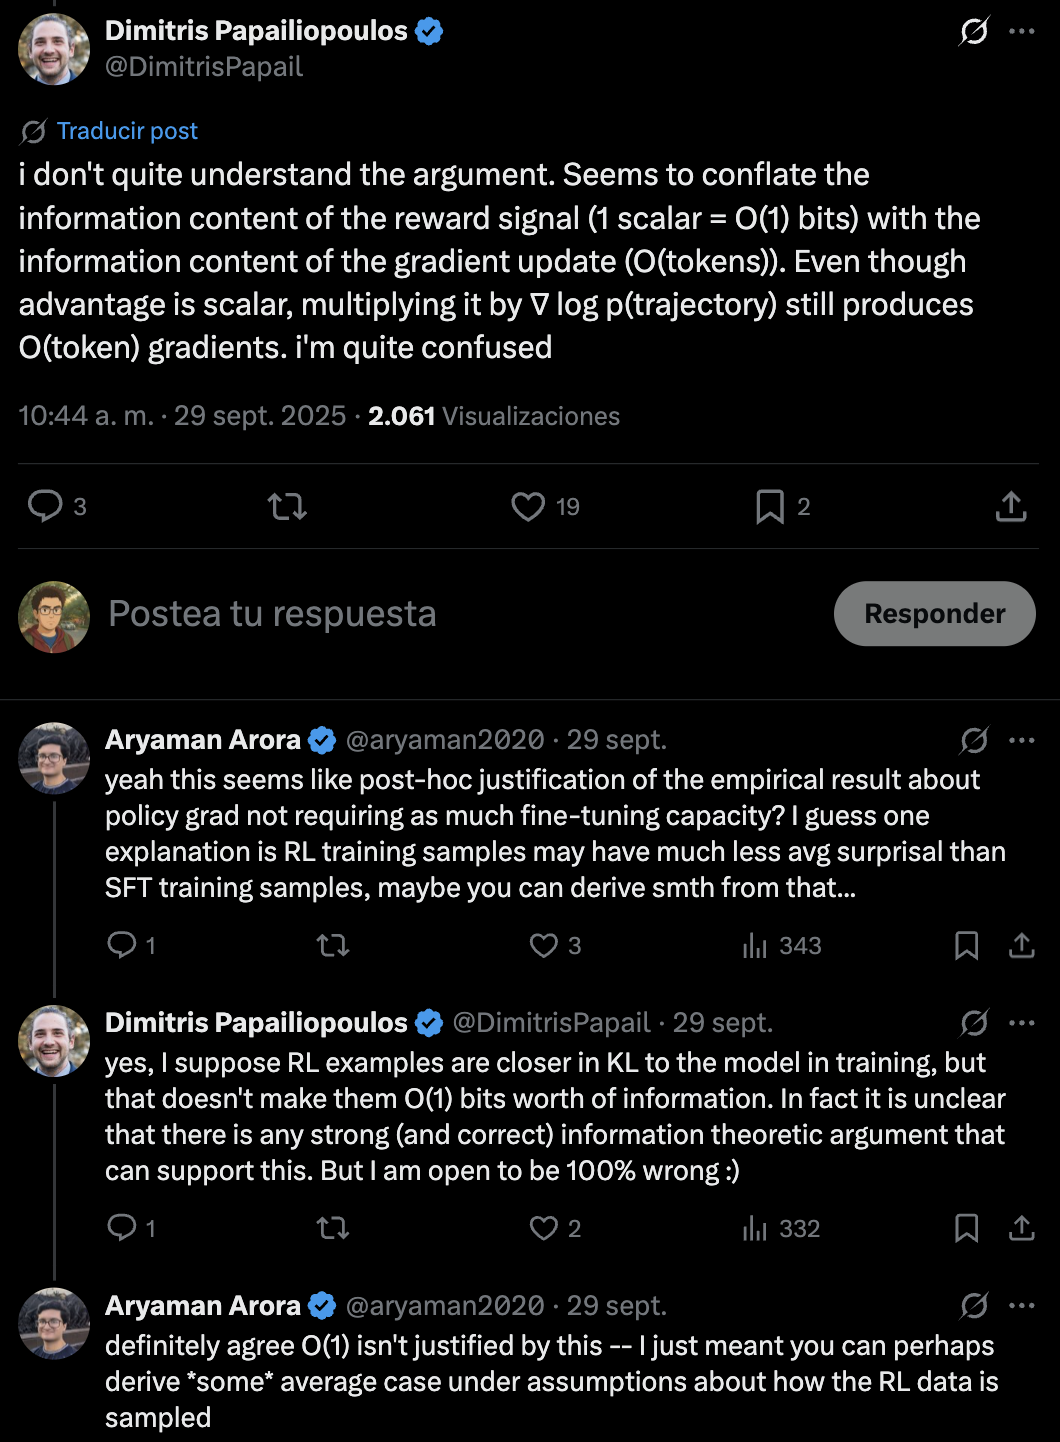 Dimitris Papailiopoulos
@DimitrisPapail
Traducir post
i don't quite understand the argument. Seems to conflate the
information content of the reward signal (1 scalar = O(1) bits) with the
information content of the gradient update (O(tokens)). Even though
advantage is scalar, multiplying it by ∇ log p(trajectory) still produces
O(token) gradients. i'm quite confused
10:44 a. m. · 29 sept. 2025 · 2.061 Visualizaciones
3 19 2
Postea tu respuesta
Responder
Aryaman Arora @aryaman2020 · 29 sept.
yeah this seems like post-hoc justification of the empirical result about
policy grad not requiring as much fine-tuning capacity? I guess one
explanation is RL training samples may have much less avg surprisal than
SFT training samples, maybe you can derive smth from that...
1 3 343
Dimitris Papailiopoulos @DimitrisPapail · 29 sept.
yes, I suppose RL examples are closer in KL to the model in training, but
that doesn't make them O(1) bits worth of information. In fact it is unclear
that there is any strong (and correct) information theoretic argument that
can support this. But I am open to be 100% wrong :)
1 2 332
Aryaman Arora @aryaman2020 · 29 sept.
definitely agree O(1) isn't justified by this -- I just meant you can perhaps
derive *some* average case under assumptions about how the RL data is
sampled